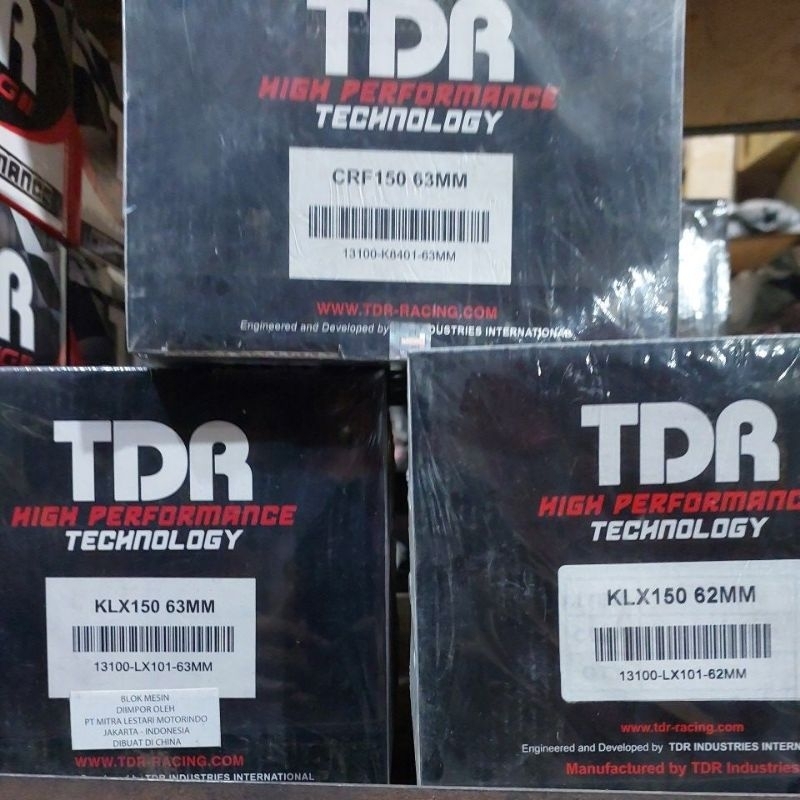 TDR
HIGH PERFORMANCE
TECHNOLOGY
CRF150 63MM
13100-K8401-63MM
WWW.TDR-RACING.COM
Engineered and Developed by INDUSTRIES INTERNATIONAL
TDR
HIGH PERFORMANCE
TECHNOLOGY
KLX150 63MM
13100-LX101-63MM
BLOK MESIN
DIIMPOR OLEH
PT MITRA LESTARI MOTORINDO
JAKARTA - INDONESIA
DIBUAT DI CHINA
WWW.TDR-RACING.COM
by TDR INDUSTRIES INTERNATIONAL
TDR
HIGH PERFORMANC
TECHNOLOGY
KLX150 62MM
13100-LX101-62MM
www.tdr-racing.com
Engineered and Developed by TDR INDUSTRIES INTERN
Manufactured by TDR Industries